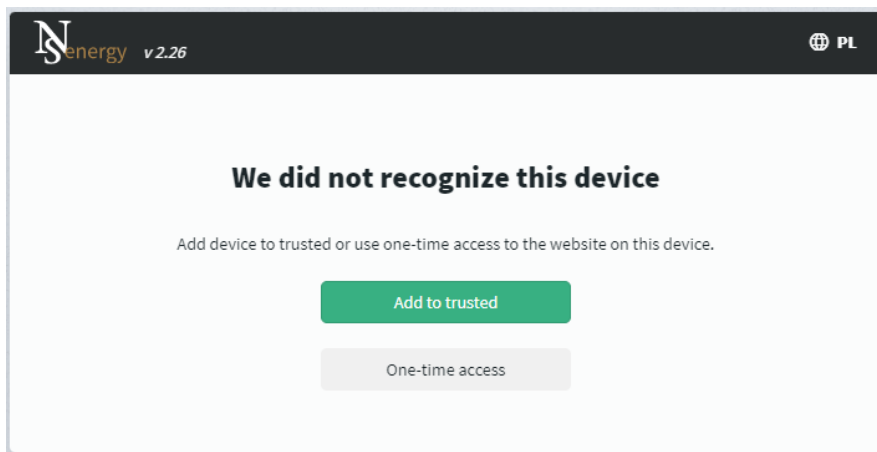 NSenergy v 2.26
PL
We did not recognize this device
Add device to trusted or use one-time access to the website on this device.
Add to trusted
One-time access